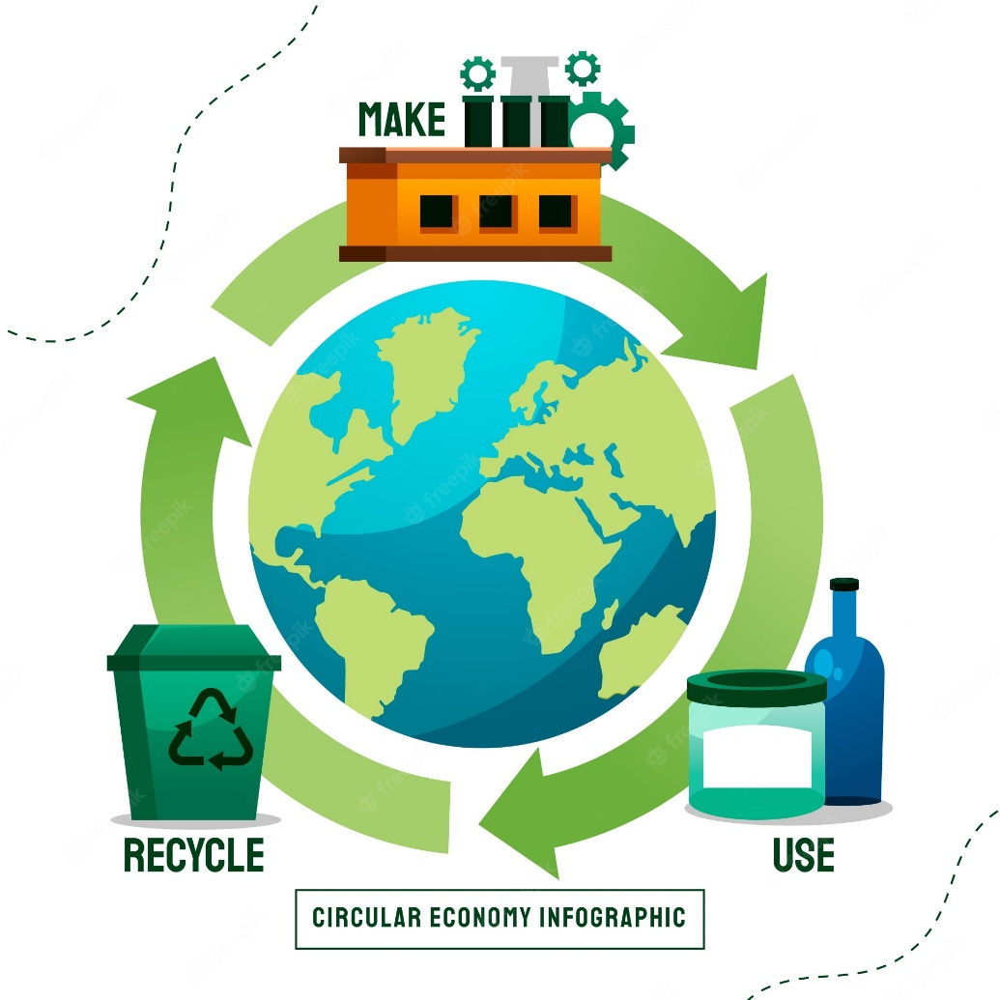 MAKE
RECYCLE
USE
CIRCULAR ECONOMY INFOGRAPHIC